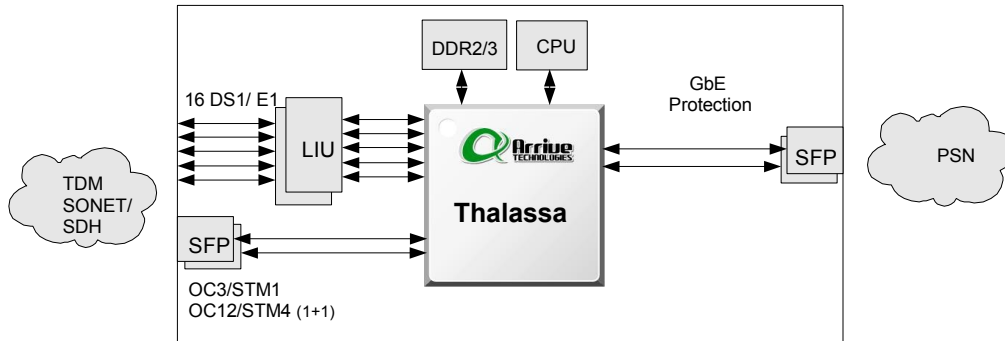 DDR2/3
CPU
16 DS1/ E1
GbE
Protection
LIU
Arrive
TECHNOLOGIES
SFP
PSN
TDM
SONET/
SDH
Thalassa
SFP
OC3/STM1
OC12/STM4 (1+1)